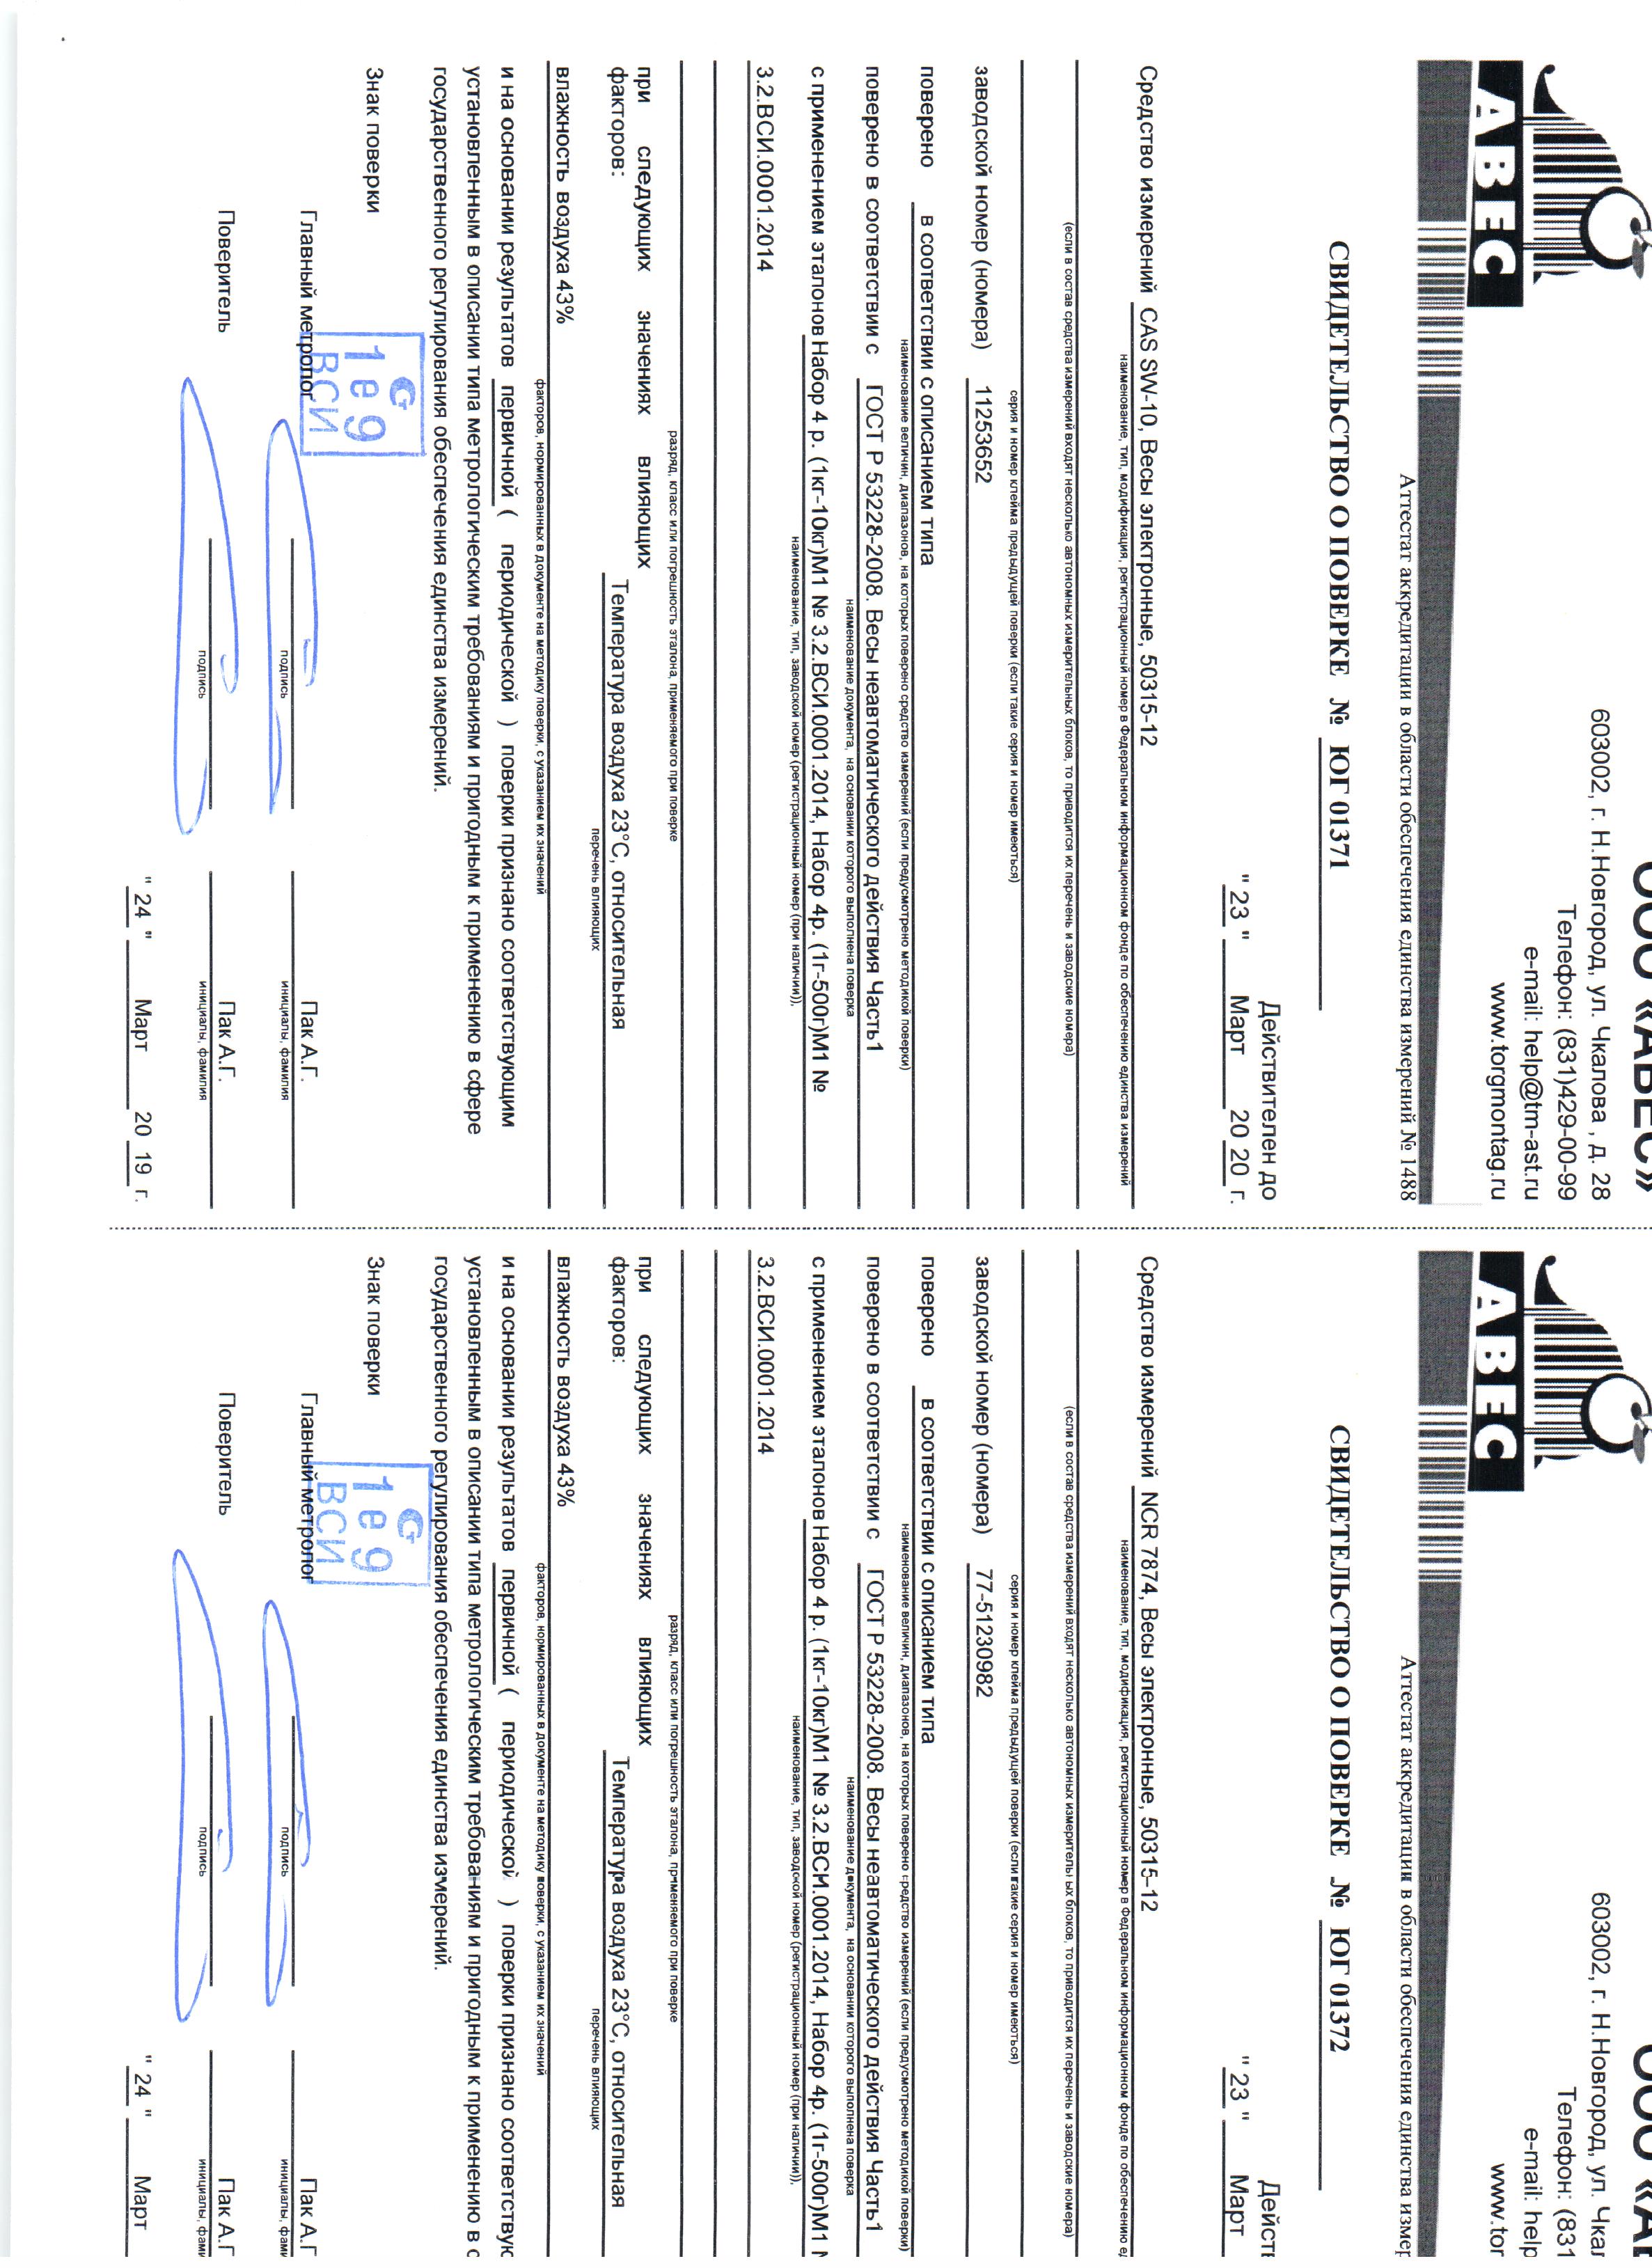 ООО «АВЕС»
АВЕС
603002, г. Н.Новгород, ул. Чкалова , д. 28
Телефон: (831)429-00-99
e-mail: help@tm-ast.ru
www.torgmontag.ru
Аттестат аккредитации в области обеспечения единства измерений № 1488
СВИДЕТЕЛЬСТВО О ПОВЕРКЕ № ЮГ 01371
Действителен до
" 23 " Март 20 20 г.
Средство измерений CAS SW-10, Весы электронные, 50315-12
наименование, тип, модификация, регистрационный номер в Федеральном информационном фонде по обеспечению единства измерений
(если в состав средства измерений входят несколько автономных измерительных блоков, то приводится их перечень и заводские номера)
серия и номер клейма предыдущей поверки (если такие серия и номер имеються)
заводской номер (номера) 11253652
поверено в соответствии с описанием типа
наименование величин, диапазонов, на которых поверено средство измерений (если предусмотрено методикой поверки)
поверено в соответствии с ГОСТ Р 53228-2008. Весы неавтоматического действия Часть1
наименование документа, на основании которого выполнена поверка
с применением эталонов Набор 4 р. (1кг-10кг)М1 № 3.2.ВСИ.0001.2014, Набор 4р. (1г-500г)М1 №
наименование, тип, заводской номер (регистрационный номер (при наличии)),
3.2.ВСИ.0001.2014
разряд, класс или погрешность эталона, применяемого при поверке
при следующих значениях влияющих
факторов: Температура воздуха 23°С, относительная
перечень влияющих
влажность воздуха 43%
факторов, нормированных в документе на методику поверки, с указанием их значений
и на основании результатов первичной ( периодической ) поверки признано соответствующим
установленным в описании типа метрологическим требованиям и пригодным к применению в сфере
государственного регулирования обеспечения единства измерений.
Знак поверки
1е9
ВСИ
Главный метролог Пак А.Г.
подпись инициалы, фамилия
Поверитель Пак А.Г.
подпись инициалы, фамилия
" 24 " Март 20 19 г.
ООО «АВ
АВЕС
603002, г. Н.Новгород, ул. Чкал
Телефон: (831
e-mail: help
www.tor
Аттестат аккредитации в области обеспечения единства измер
СВИДЕТЕЛЬСТВО О ПОВЕРКЕ № ЮГ 01372
Действ
" 23 " Март
Средство измерений NCR 7874, Весы электронные, 50315-12
наименование, тип, модификация, регистрационный номер в Федеральном информационном фонде по обеспечению ед
(если в состав средства измерений входят несколько автономных измерительных блоков, то приводится их перечень и заводские номера)
серия и номер клейма предыдущей поверки (если такие серия и номер имеються)
заводской номер (номера) 77-51230982
поверено в соответствии с описанием типа
наименование величин, диапазонов, на которых поверено средство измерений (если предусмотрено методикой поверки)
поверено в соответствии с ГОСТ Р 53228-2008. Весы неавтоматического действия Часть1
наименование документа, на основании которого выполнена поверка
с применением эталонов Набор 4 р. (1кг-10кг)М1 № 3.2.ВСИ.0001.2014, Набор 4р. (1г-500г)М1 №
наименование, тип, заводской номер (регистрационный номер (при наличии)),
3.2.ВСИ.0001.2014
разряд, класс или погрешность эталона, применяемого при поверке
при следующих значениях влияющих
факторов: Температура воздуха 23°С, относительная
перечень влияющих
влажность воздуха 43%
факторов, нормированных в документе на методику поверки, с указанием их значений
и на основании результатов первичной ( периодической ) поверки признано соответствую
установленным в описании типа метрологическим требованиям и пригодным к применению в с
государственного регулирования обеспечения единства измерений.
Знак поверки
1е9
ВСИ
Главный метролог Пак А.Г
подпись инициалы, фами
Поверитель Пак А.Г
подпись инициалы, фами
" 24 " Март